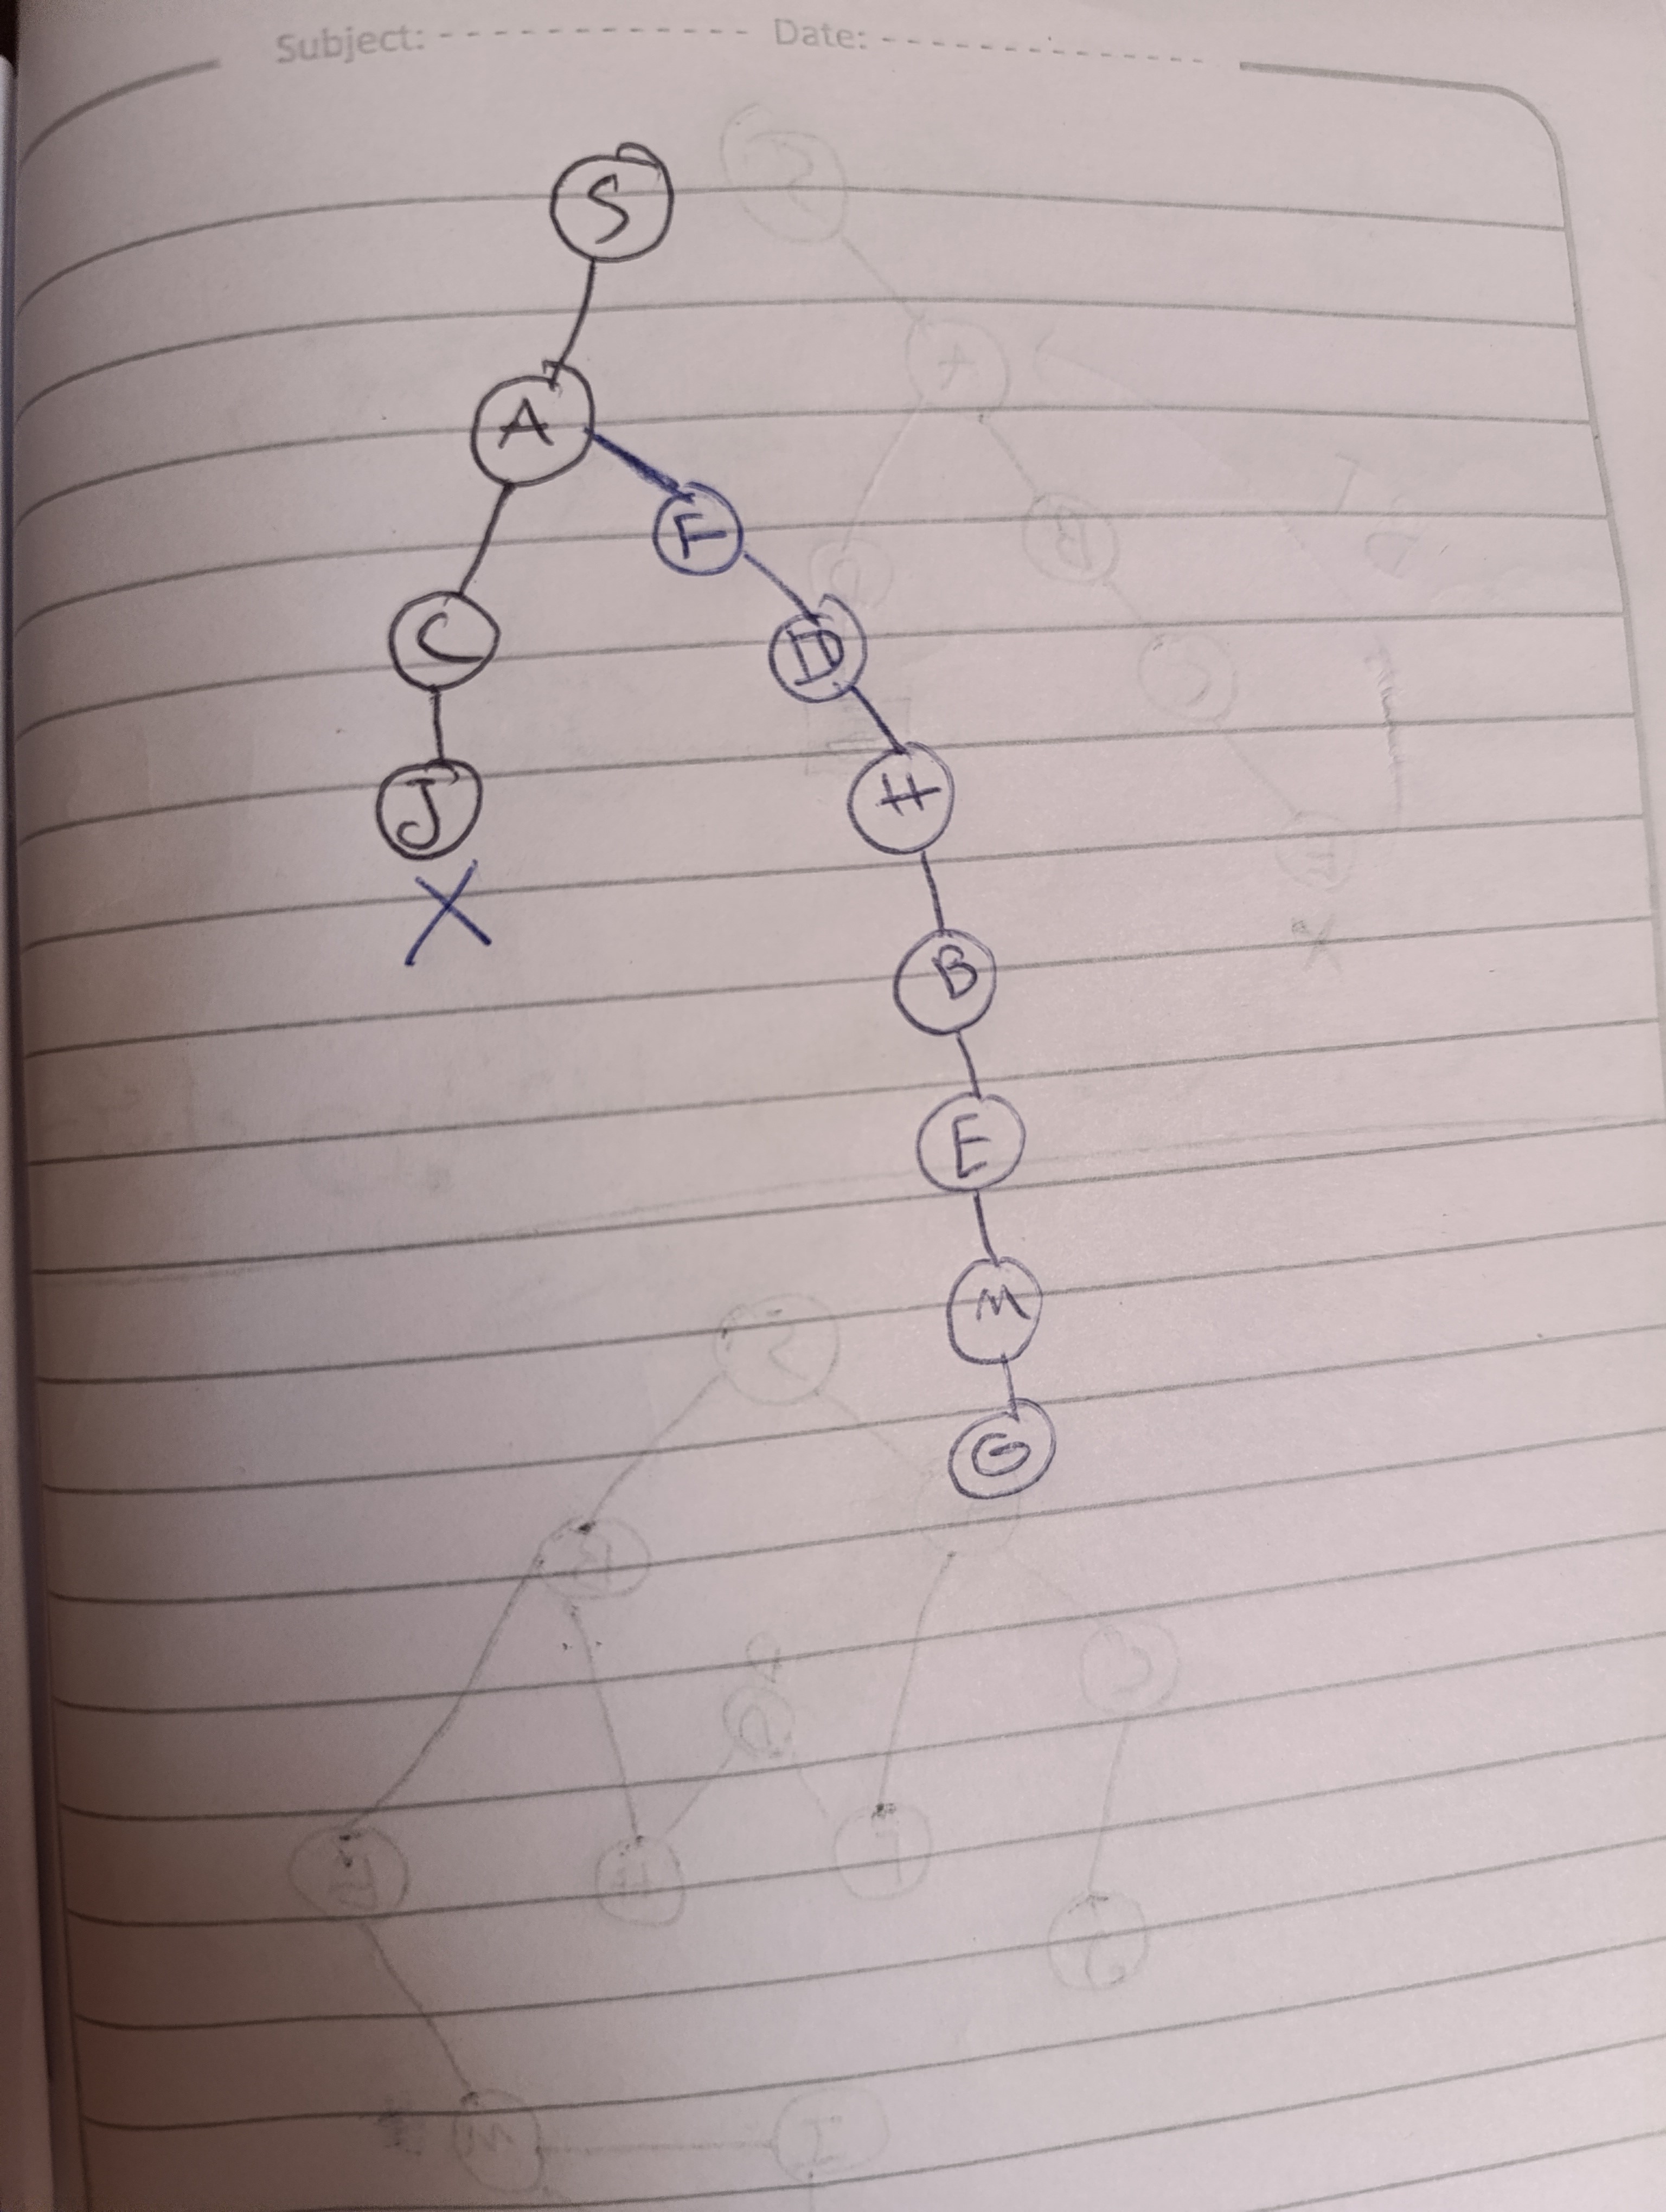 Subject: ------------ Date: --------------
S
A
F
C
D
J
H
X
B
E
M
G